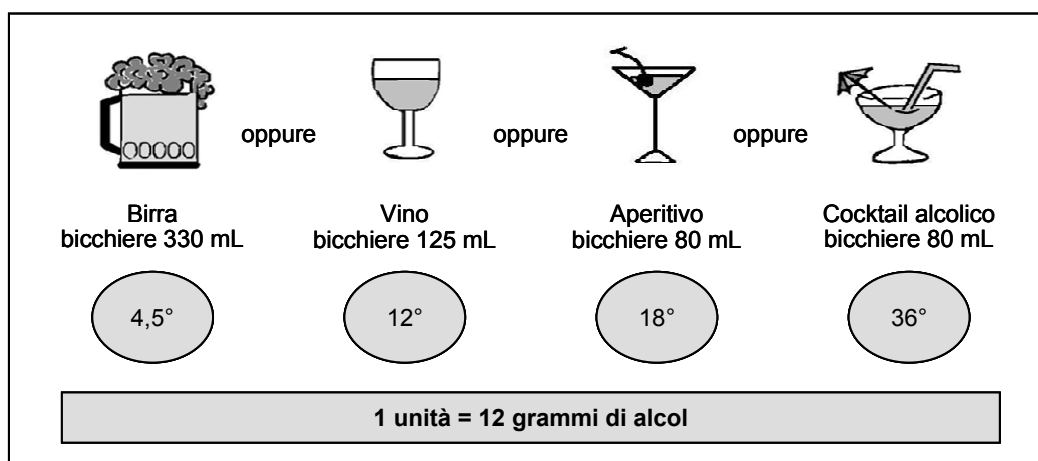 oppure
oppure
oppure
Birra
bicchiere 330 mL
Vino
bicchiere 125 mL
Aperitivo
bicchiere 80 mL
Cocktail alcolico
bicchiere 80 mL
4,5°
12°
18°
36°
1 unità = 12 grammi di alcol